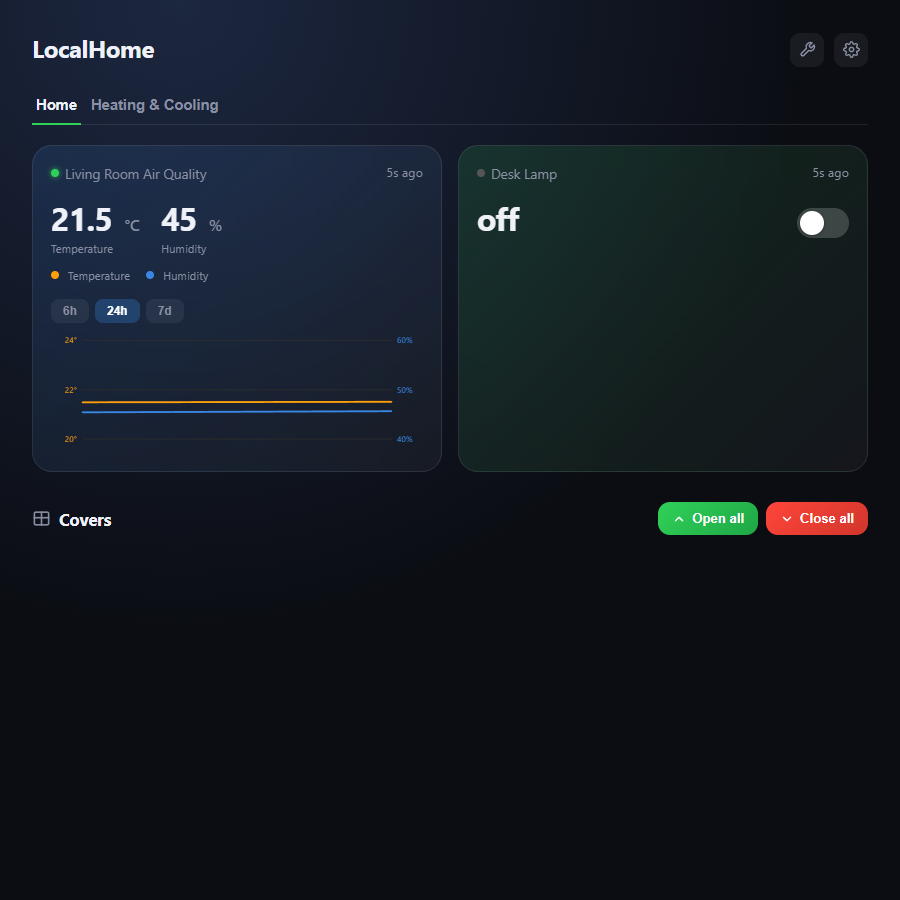 LocalHome
Home Heating & Cooling
Living Room Air Quality 5s ago
21.5 °C 45 %
Temperature Humidity
Temperature Humidity
6h 24h 7d
24° 60%
22° 50%
20° 40%
Desk Lamp 5s ago
off
Covers Open all Close all